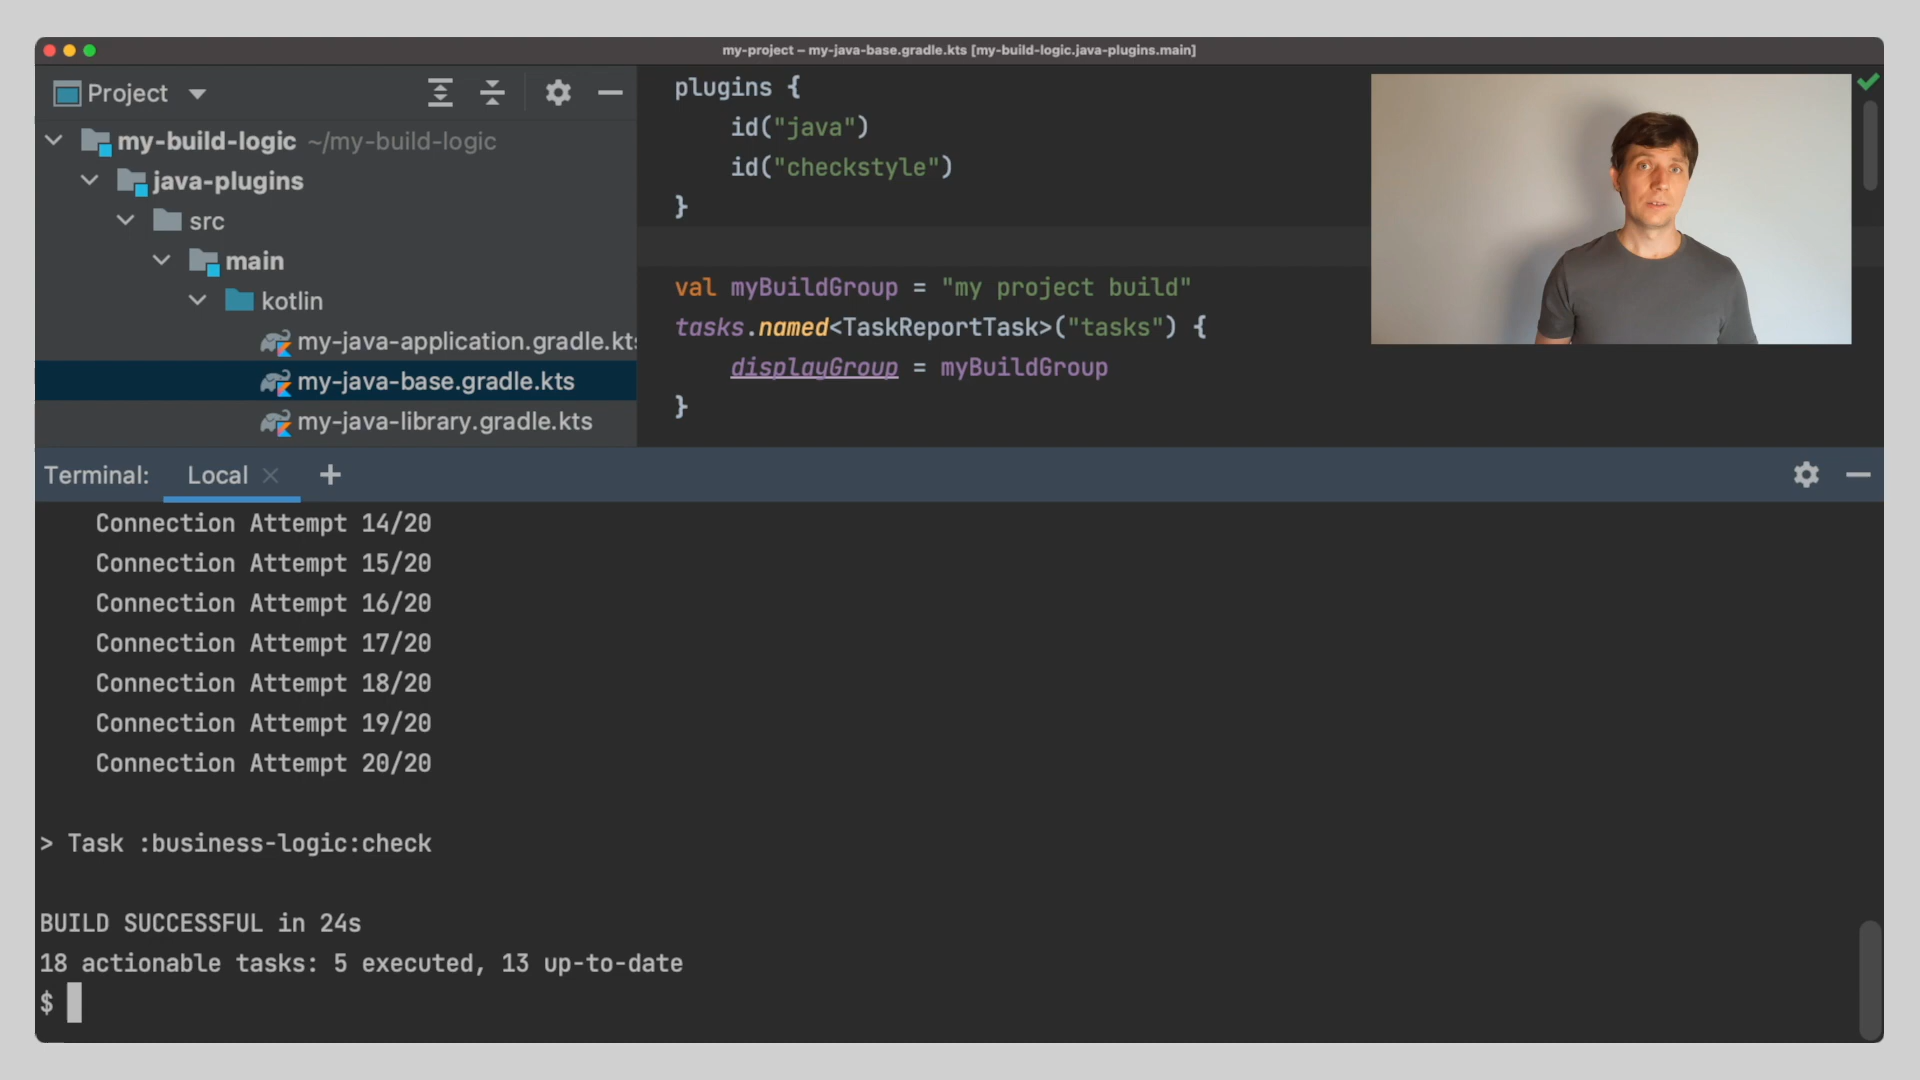 my-project – my-java-base.gradle.kts [my-build-logic.java-plugins.main]
Project
my-build-logic ~/my-build-logic
java-plugins
src
main
kotlin
my-java-application.gradle.kts
my-java-base.gradle.kts
my-java-library.gradle.kts
plugins {
id("java")
id("checkstyle")
}
val myBuildGroup = "my project build"
tasks.named<TaskReportTask>("tasks") {
displayGroup = myBuildGroup
}
Terminal: Local
Connection Attempt 14/20
Connection Attempt 15/20
Connection Attempt 16/20
Connection Attempt 17/20
Connection Attempt 18/20
Connection Attempt 19/20
Connection Attempt 20/20
> Task :business-logic:check
BUILD SUCCESSFUL in 24s
18 actionable tasks: 5 executed, 13 up-to-date
$